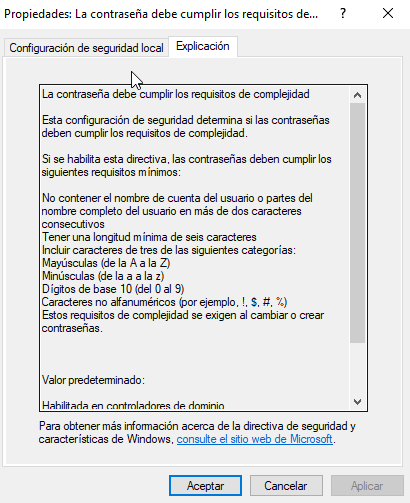 Propiedades: La contraseña debe cumplir los requisitos de...
Configuración de seguridad local
Explicación
La contraseña debe cumplir los requisitos de complejidad
Esta configuración de seguridad determina si las contraseñas
deben cumplir los requisitos de complejidad.
Si se habilita esta directiva, las contraseñas deben cumplir los
siguientes requisitos mínimos:
No contener el nombre de cuenta del usuario o partes del
nombre completo del usuario en más de dos caracteres
consecutivos
Tener una longitud mínima de seis caracteres
Incluir caracteres de tres de las siguientes categorías:
Mayúsculas (de la A a la Z)
Minúsculas (de la a a la z)
Dígitos de base 10 (del 0 al 9)
Caracteres no alfanuméricos (por ejemplo, !, $, #, %)
Estos requisitos de complejidad se exigen al cambiar o crear
contraseñas.
Valor predeterminado:
Habilitada en controladores de dominio
Para obtener más información acerca de la directiva de seguridad y
características de Windows, consulte el sitio web de Microsoft.
Aceptar
Cancelar
Aplicar